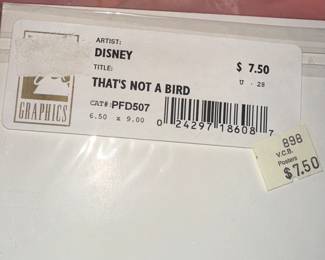 ARTIST:
DISNEY
TITLE:
$ 7.50
U - 28
THAT'S NOT A BIRD
CAT#:PFD507
6.50 x 9.00
0 24297 18608 7
GRAPHICS
898
V.C.B.
Posters
$7.50